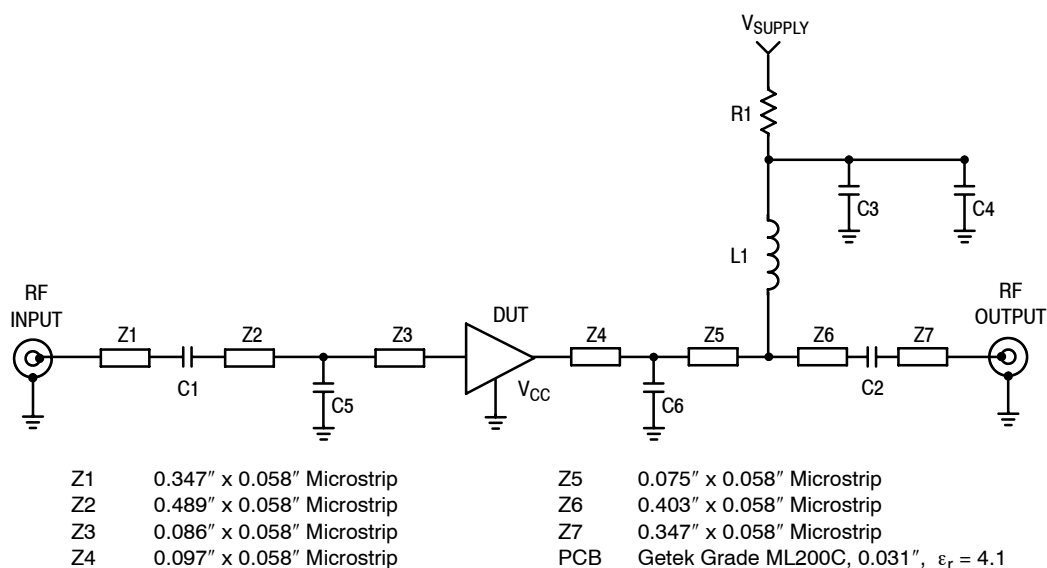 VSUPPLY
R1
C3
C4
L1
RF
INPUT
RF
OUTPUT
DUT
Z1
Z2
Z3
Z4
Z5
Z6
Z7
C1
C5
VCC
C6
C2
Z1 0.347″ x 0.058″ Microstrip
Z2 0.489″ x 0.058″ Microstrip
Z3 0.086″ x 0.058″ Microstrip
Z4 0.097″ x 0.058″ Microstrip
Z5 0.075″ x 0.058″ Microstrip
Z6 0.403″ x 0.058″ Microstrip
Z7 0.347″ x 0.058″ Microstrip
PCB Getek Grade ML200C, 0.031″, εr = 4.1